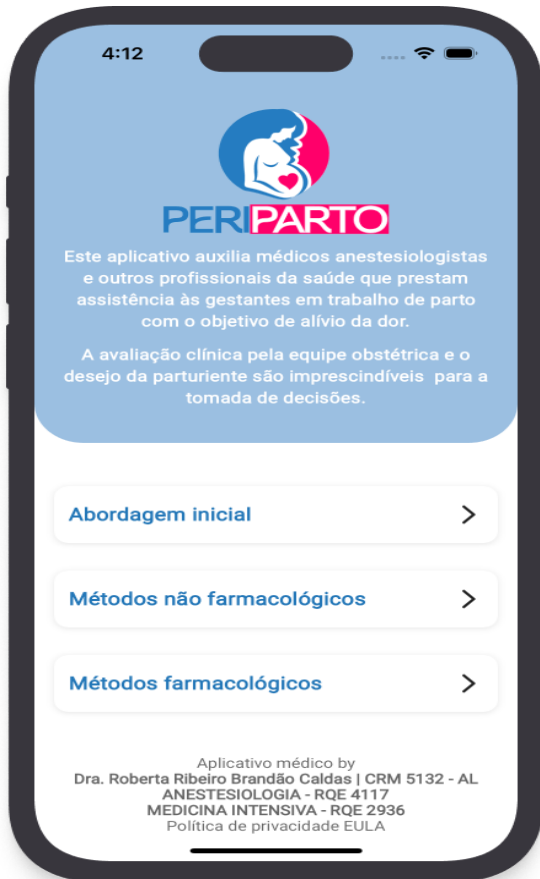 4:12
PERIPARTO
Este aplicativo auxilia médicos anestesiologistas
e outros profissionais da saúde que prestam
assistência às gestantes em trabalho de parto
com o objetivo de alívio da dor.
A avaliação clínica pela equipe obstétrica e o
desejo da parturiente são imprescindíveis para a
tomada de decisões.
Abordagem inicial
Métodos não farmacológicos
Métodos farmacológicos
Aplicativo médico by
Dra. Roberta Ribeiro Brandão Caldas | CRM 5132 - AL
ANESTESIOLOGIA - RQE 4117
MEDICINA INTENSIVA - RQE 2936
Política de privacidade EULA